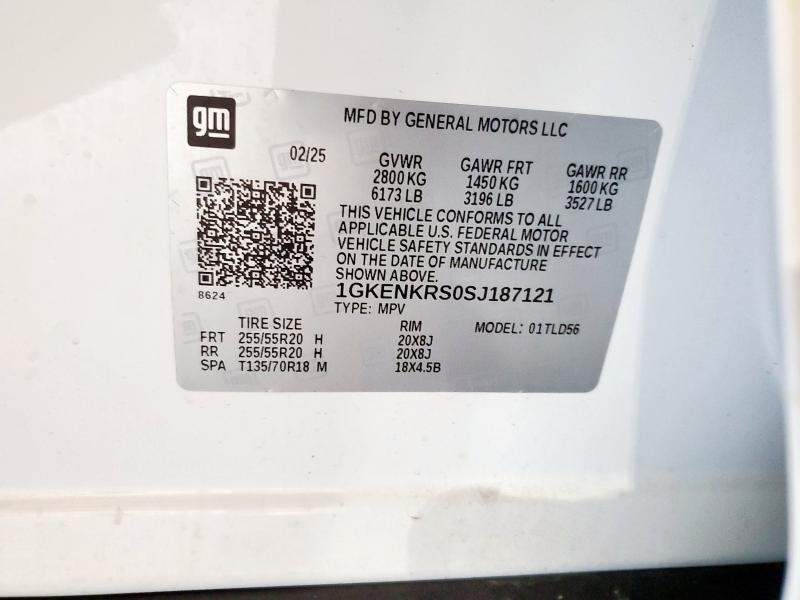 gm
MFD BY GENERAL MOTORS LLC
02/25 GVWR GAWR FRT GAWR RR
2800 KG 1450 KG 1600 KG
6173 LB 3196 LB 3527 LB
THIS VEHICLE CONFORMS TO ALL
APPLICABLE U.S. FEDERAL MOTOR
VEHICLE SAFETY STANDARDS IN EFFECT
ON THE DATE OF MANUFACTURE
SHOWN ABOVE.
8624 1GKENKRS0SJ187121
TYPE: MPV
TIRE SIZE RIM MODEL: 01TLD56
FRT 255/55R20 H 20X8J
RR 255/55R20 H 20X8J
SPA T135/70R18 M 18X4.5B